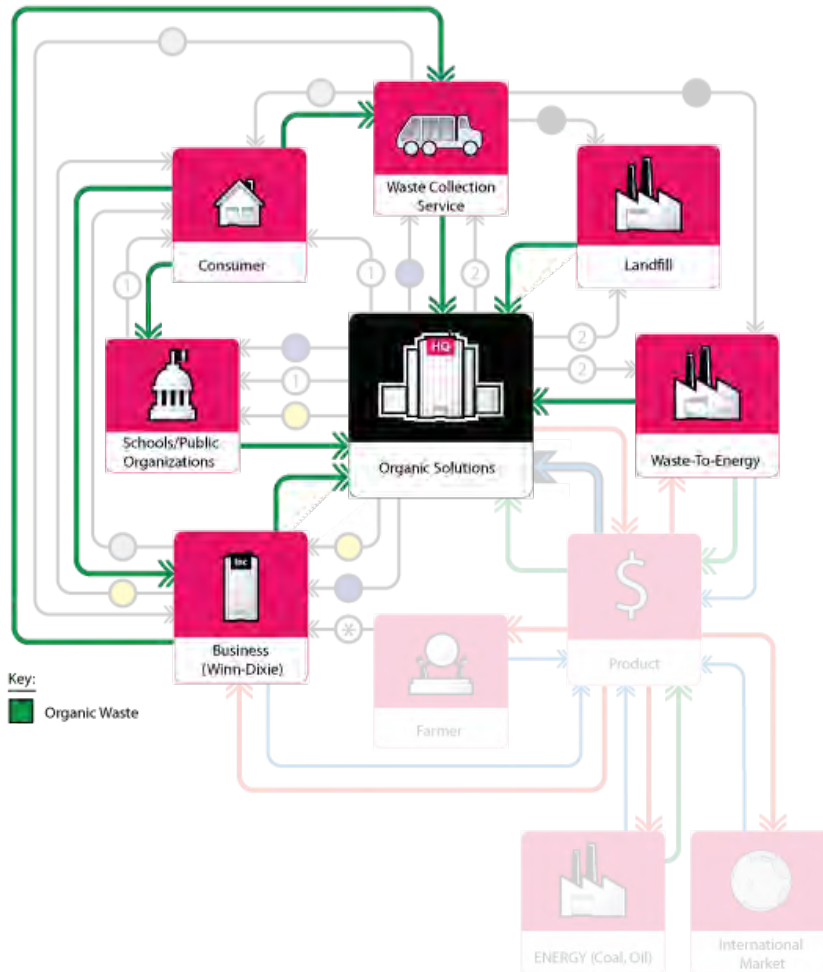 Waste Collection
Service
Consumer
Landfill
1
1
2
HQ
2
2
1
Schools/Public
Organizations
Organic Solutions
Waste-To-Energy
Inc
$
Business
(Winn-Dixie)
*
Product
Key:
Organic Waste
Farmer
ENERGY (Coal, Oil)
International
Market